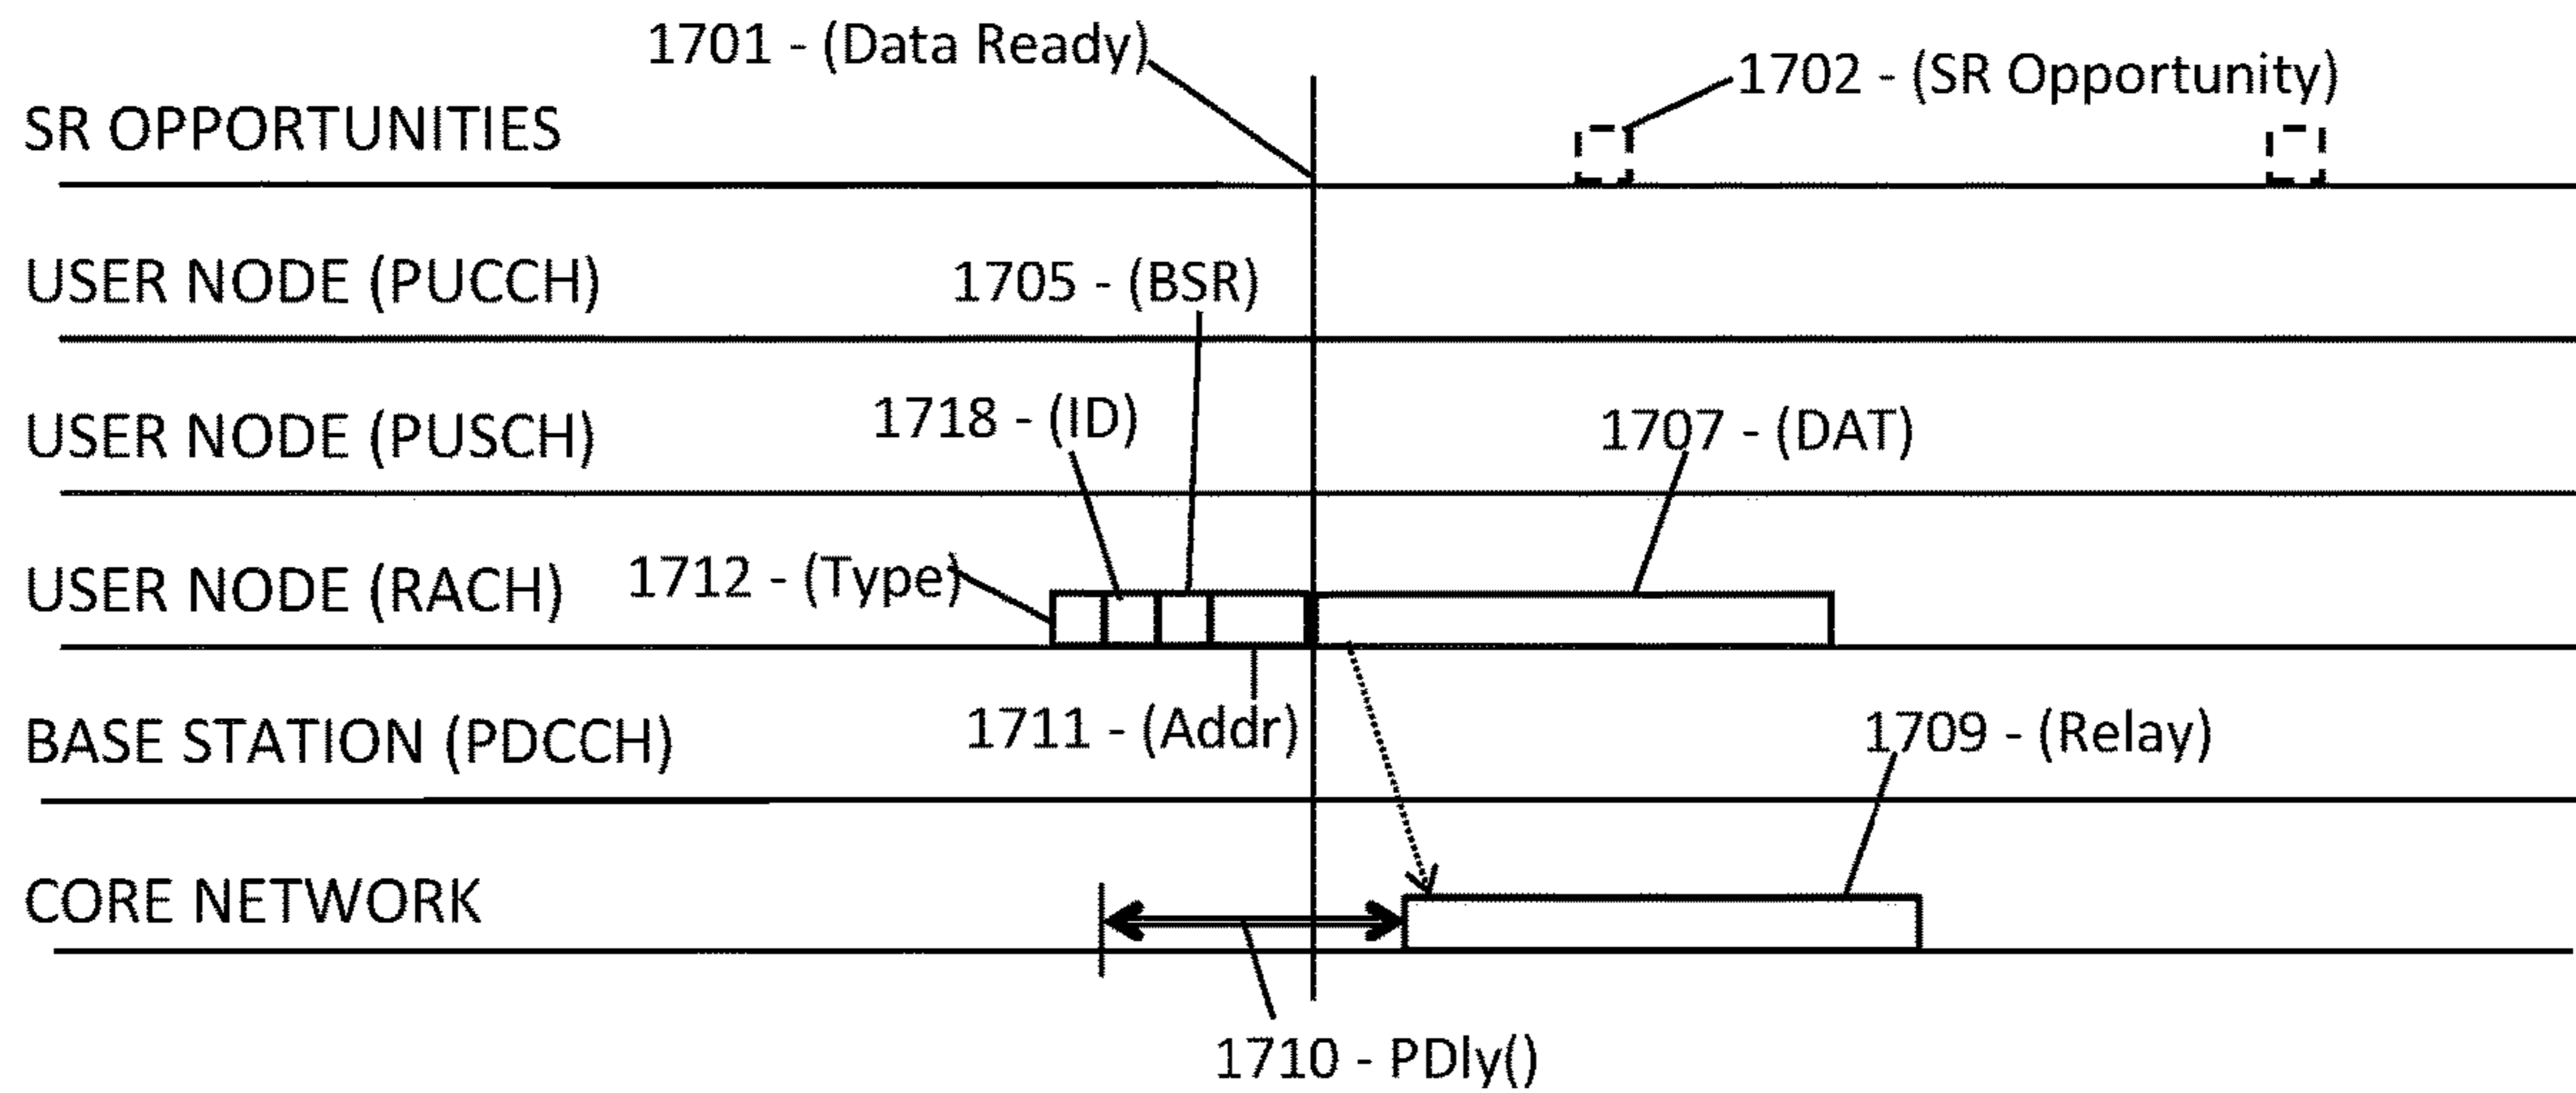 1701 - (Data Ready)
1702 - (SR Opportunity)
SR OPPORTUNITIES
USER NODE (PUCCH)
1705 - (BSR)
1718 - (ID)
USER NODE (PUSCH)
1707 - (DAT)
USER NODE (RACH)
1712 - (Type)
BASE STATION (PDCCH)
1711 - (Addr)
1709 - (Relay)
CORE NETWORK
1710 - PDly()